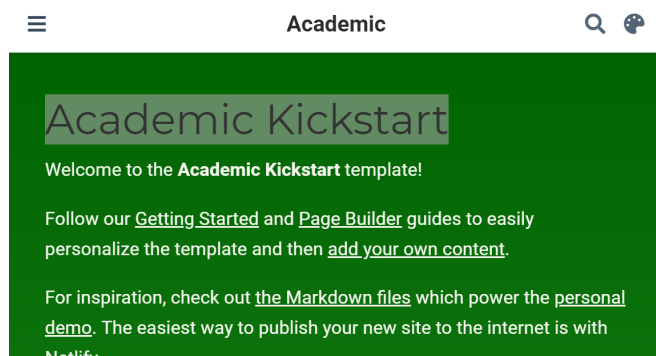 Academic
Academic Kickstart
Welcome to the Academic Kickstart template!
Follow our Getting Started and Page Builder guides to easily
personalize the template and then add your own content.
For inspiration, check out the Markdown files which power the personal
demo. The easiest way to publish your new site to the internet is with
Netlify